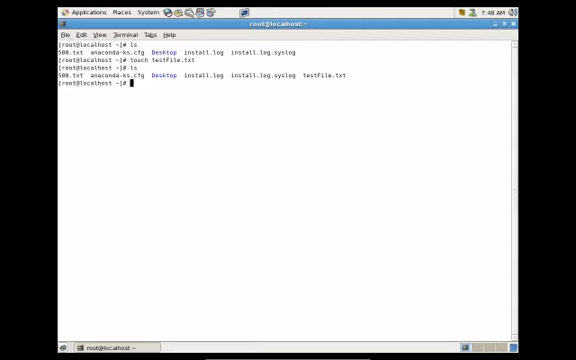 Applications Places System 7:48 AM
root@localhost:~
File Edit View Terminal Tabs Help
[root@localhost ~]# ls
500.txt anaconda-ks.cfg Desktop install.log install.log.syslog
[root@localhost ~]# touch testFile.txt
[root@localhost ~]# ls
500.txt anaconda-ks.cfg Desktop install.log install.log.syslog testFile.txt
[root@localhost ~]#
root@localhost:~